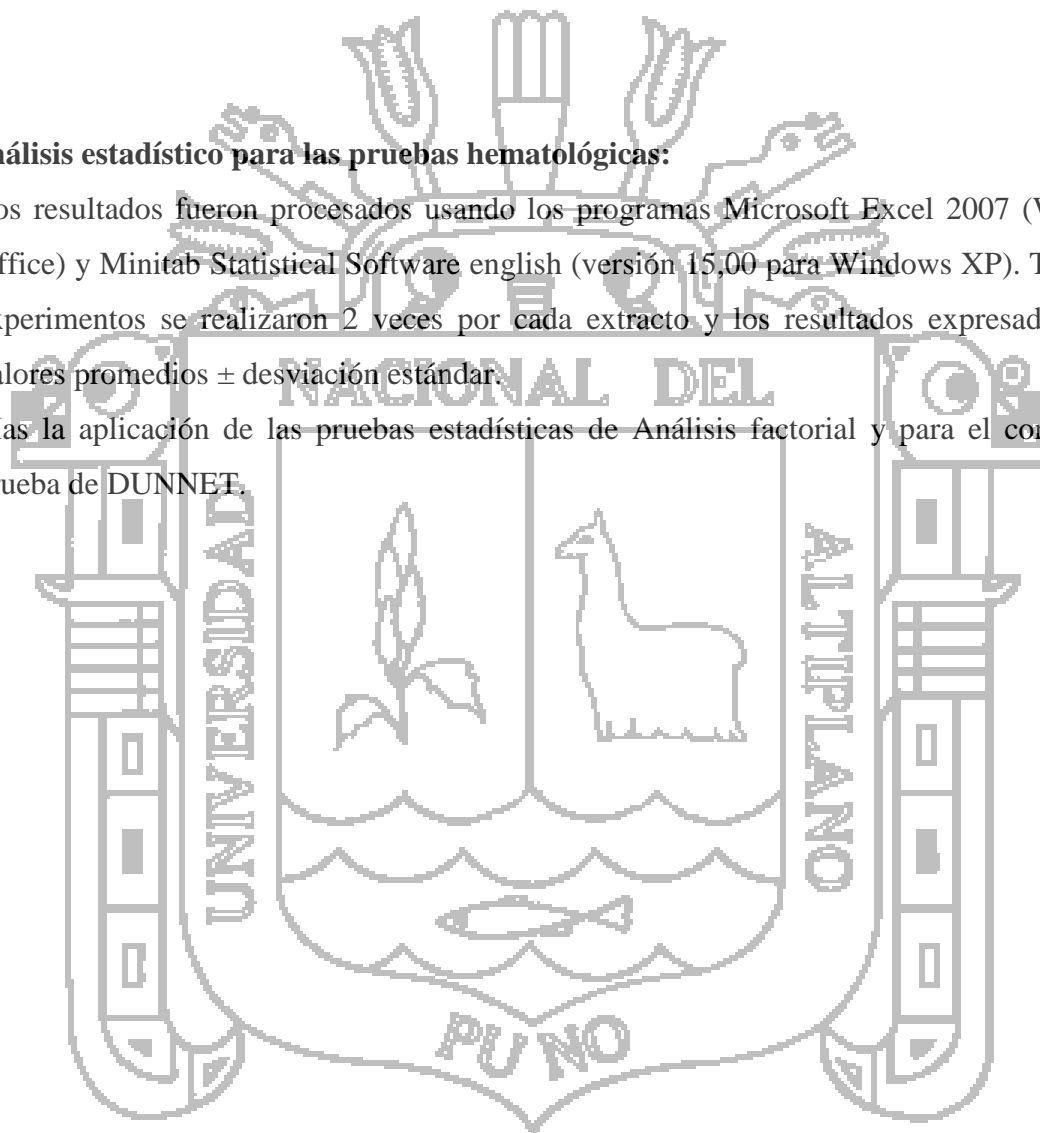 nálisis estadístico para las pruebas hematológicas:
os resultados fueron procesados usando los programas Microsoft Excel 2007 (
ffice) y Minitab Statistical Software english (versión 15,00 para Windows XP). T
xperimentos se realizaron 2 veces por cada extracto y los resultados expresad
alores promedios ± desviación estándar.
as la aplicación de las pruebas estadísticas de Análisis factorial y para el con
rueba de DUNNET.
NACIONAL DEL
UNIVERSIDAD
ALTIPLANO
PUNO